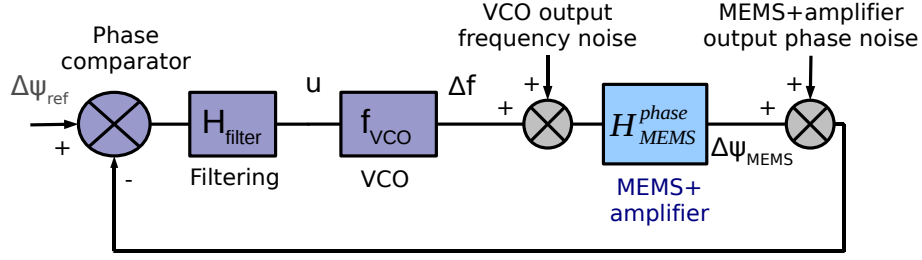 VCO output
frequency noise
MEMS+amplifier
output phase noise
Phase
comparator
Δψref
+
-
Hfilter
Filtering
u
fVCO
VCO
Δf
+
+
H phase MEMS
MEMS+
amplifier
ΔψMEMS
+
+